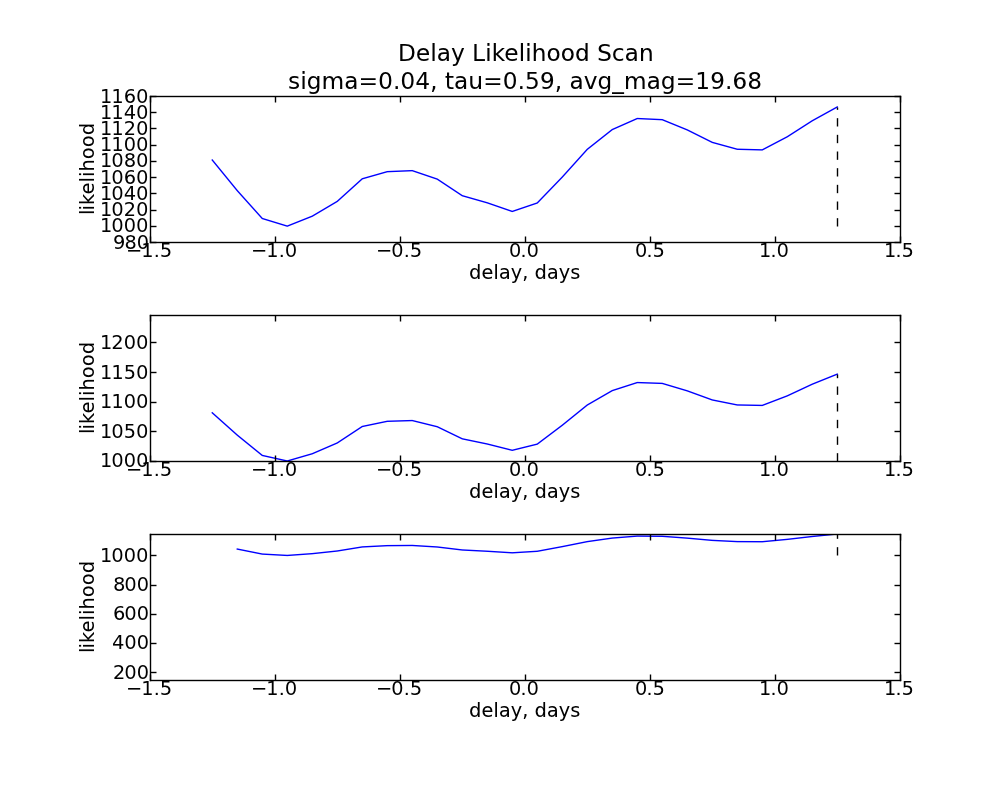 Delay Likelihood Scan
sigma=0.04, tau=0.59, avg_mag=19.68
1160
1140
1120
1100
1080
1060
1040
1020
1000
980
likelihood
−1.5 −1.0 −0.5 0.0 0.5 1.0 1.5
delay, days
1200
1150
1100
1050
1000
likelihood
−1.5 −1.0 −0.5 0.0 0.5 1.0 1.5
delay, days
1000
800
600
400
200
likelihood
−1.5 −1.0 −0.5 0.0 0.5 1.0 1.5
delay, days